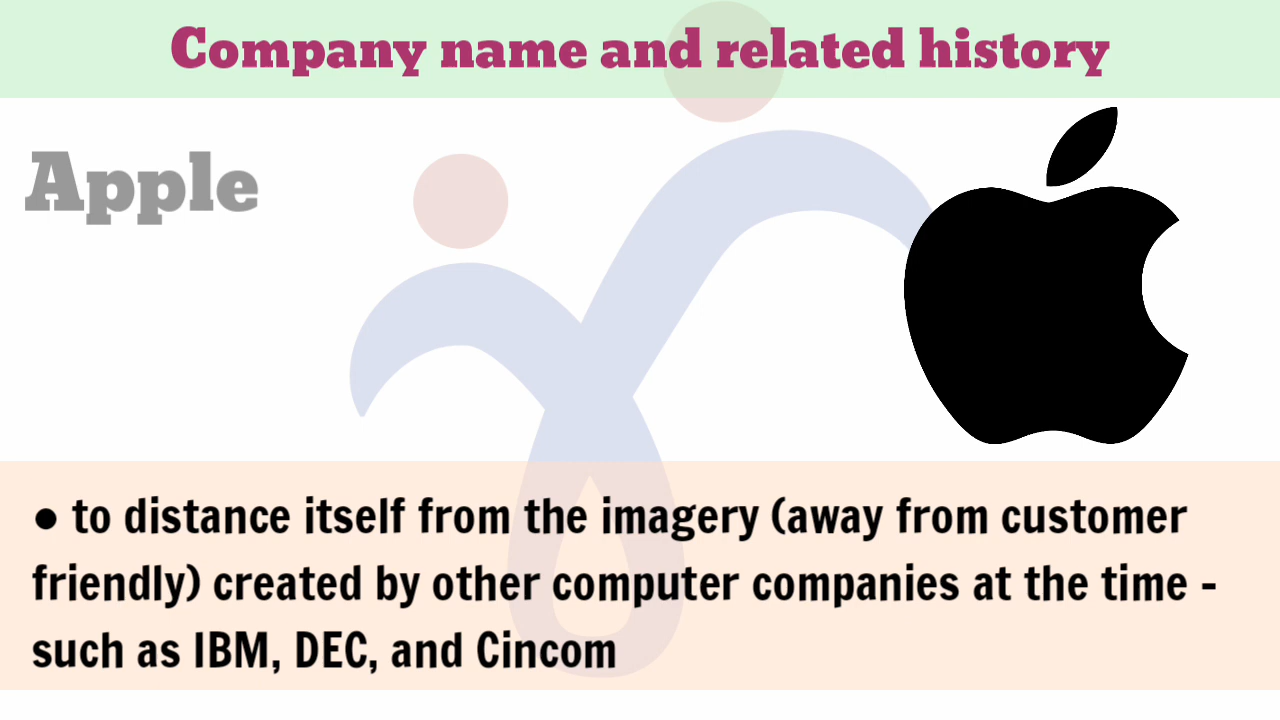 Company name and related history
Apple
● to distance itself from the imagery (away from customer
friendly) created by other computer companies at the time -
such as IBM, DEC, and Cincom